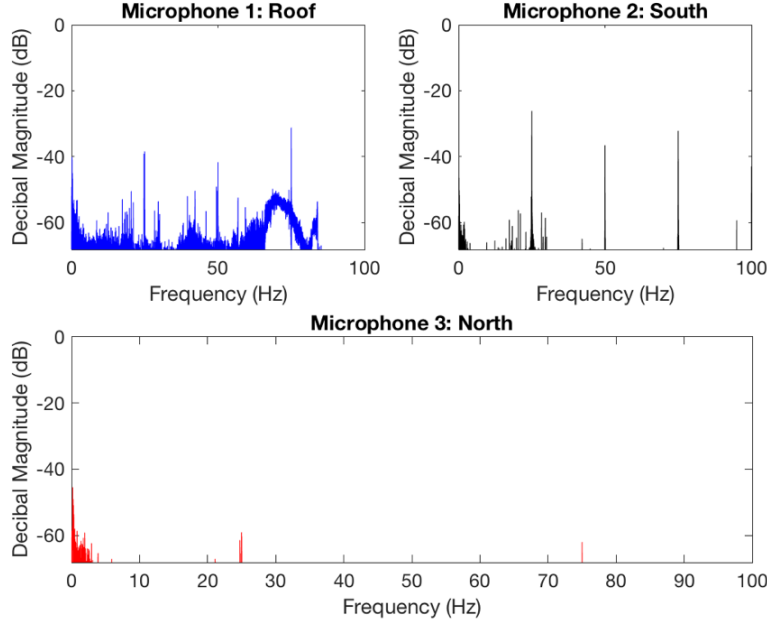 Microphone 1: Roof
Decibal Magnitude (dB)
0
-20
-40
-60
0 50 100
Frequency (Hz)
Microphone 2: South
Decibal Magnitude (dB)
0
-20
-40
-60
0 50 100
Frequency (Hz)
Microphone 3: North
Decibal Magnitude (dB)
0
-20
-40
-60
0 10 20 30 40 50 60 70 80 90 100
Frequency (Hz)